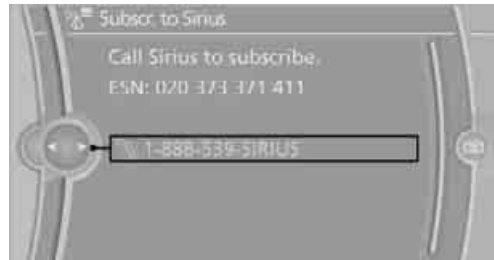 Subscr. to Sirius
Call Sirius to subscribe.
ESN: 020 373 371 411
1-888-539-SIRIUS